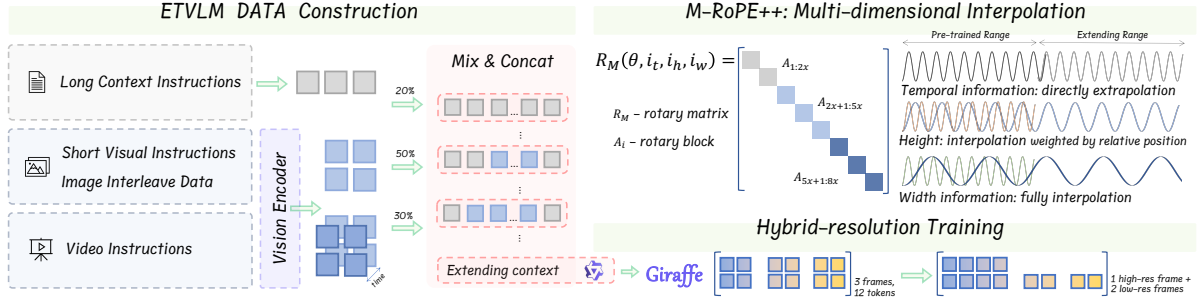 ETVLM DATA Construction
Long Context Instructions
Short Visual Instructions
Image Interleave Data
Video Instructions
Vision Encoder
Time
20%
50%
30%
Mix & Concat
...
...
...
...
...
Extending context
Giraffe
M-RoPE++: Multi-dimensional Interpolation
R_M(θ, i_t, i_h, i_w) =
R_M – rotary matrix
A_i – rotary block
A_{1:2x}
A_{2x+1:5x}
A_{5x+1:8x}
Pre-trained Range
Extending Range
Temporal information: directly extrapolation
Height: interpolation weighted by relative position
Width information: fully interpolation
Hybrid-resolution Training
3 frames,
12 tokens
1 high-res frame +
2 low-res frames